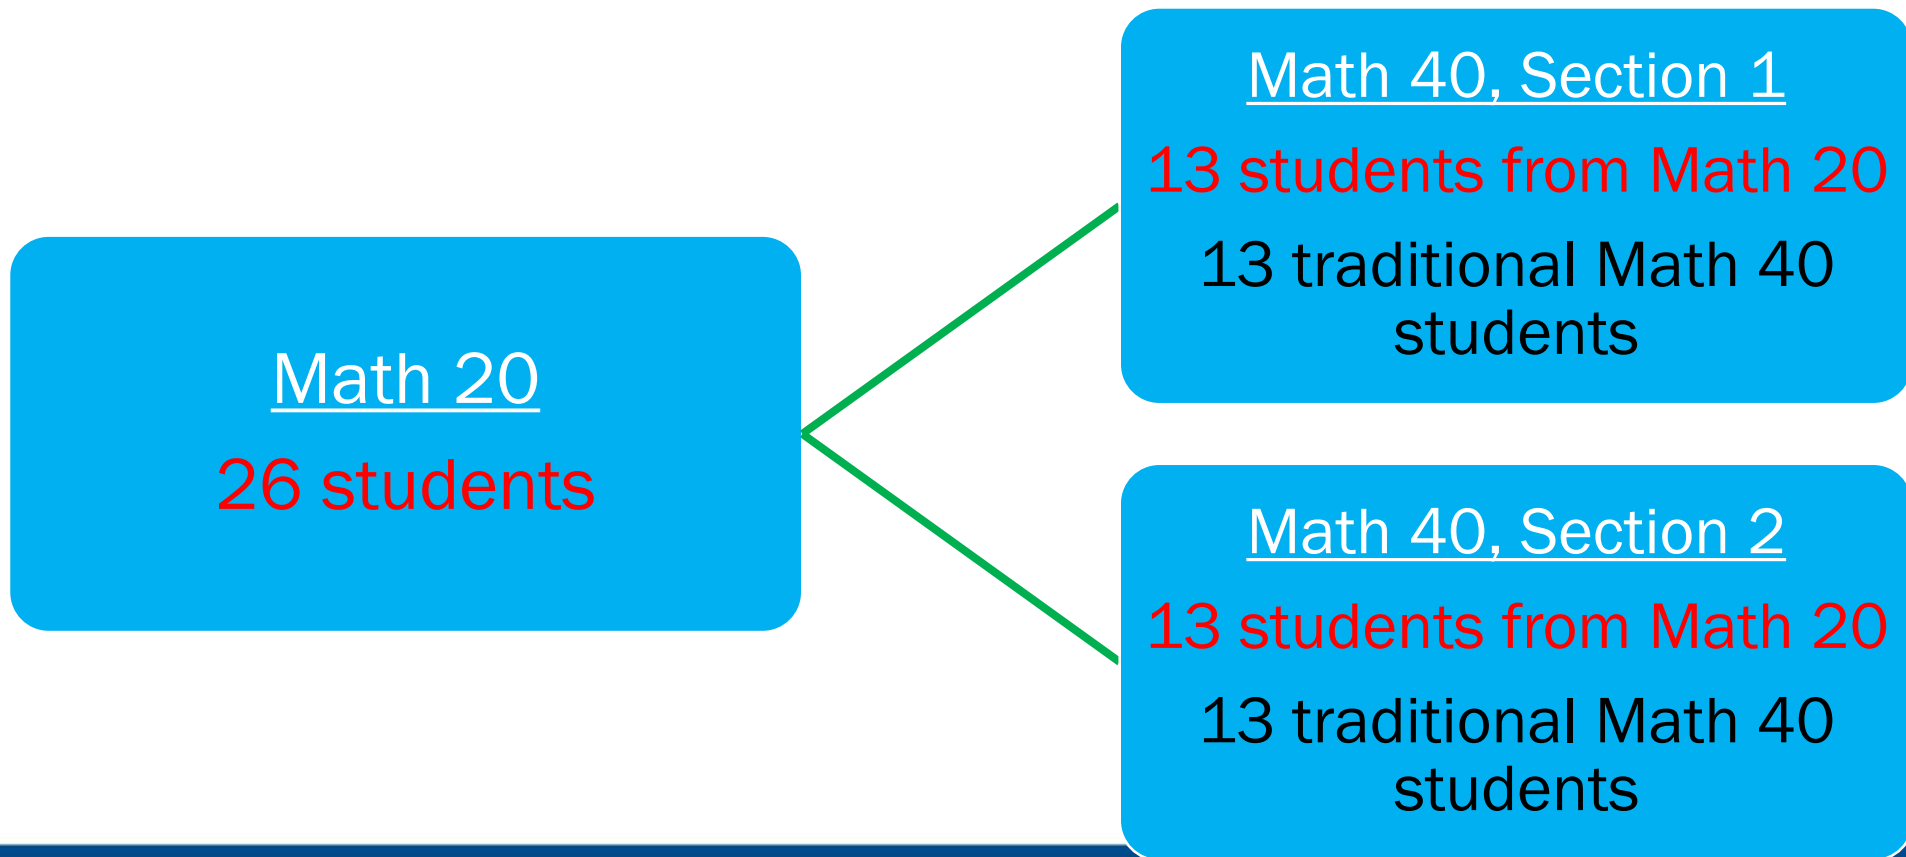 Math 20
26 students
Math 40, Section 1
13 students from Math 20
13 traditional Math 40
students
Math 40, Section 2
13 students from Math 20
13 traditional Math 40
students